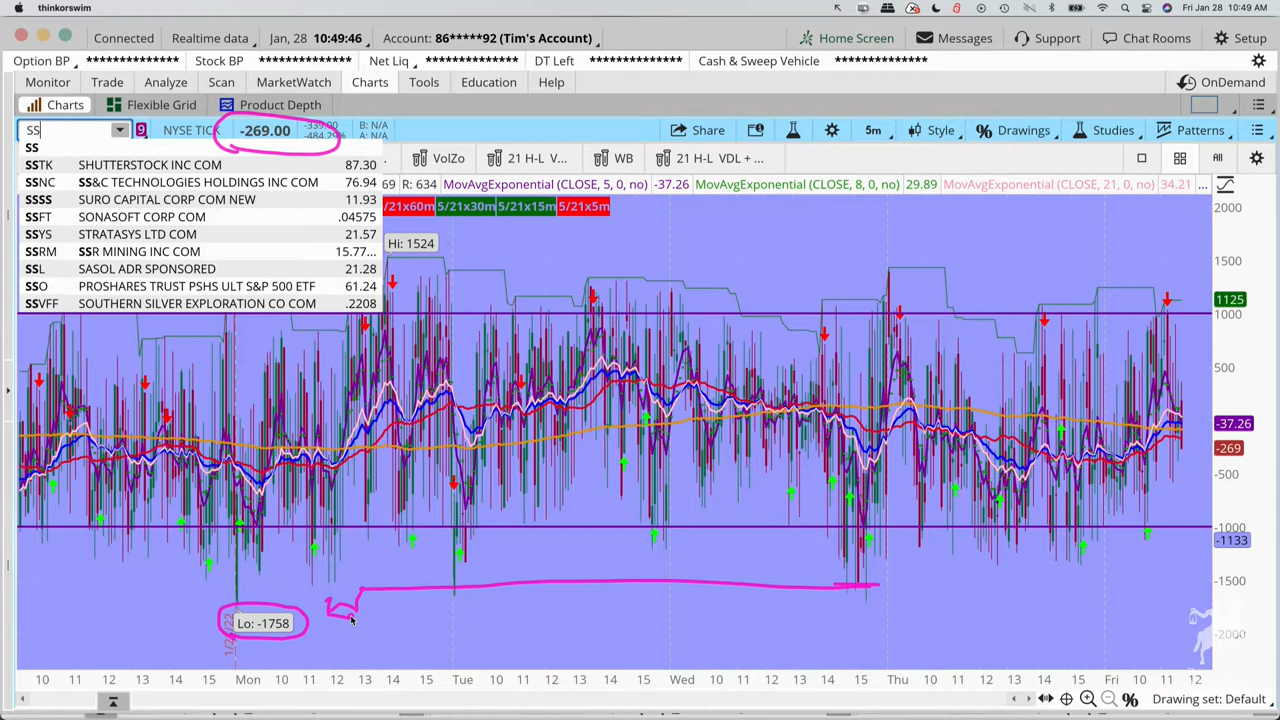 thinkorswim
Fri Jan 28 10:49 AM
Connected Realtime data Jan, 28 10:49:46 Account: 86*****92 (Tim's Account) Home Screen Messages Support Chat Rooms Setup
Option BP ************** Stock BP ************** Net Liq ************** DT Left ************** Cash & Sweep Vehicle **************
Monitor Trade Analyze Scan MarketWatch Charts Tools Education Help OnDemand
Charts Flexible Grid Product Depth
SS 9 NYSE TICK -269.00 -339.00 -484.29% B: N/A A: N/A Share 5m Style Drawings Studies Patterns
SS
SSTK SHUTTERSTOCK INC COM 87.30
SSNC SS&C TECHNOLOGIES HOLDINGS INC COM 76.94
SSSS SURO CAPITAL CORP COM NEW 11.93
SSFT SONASOFT CORP COM .04575
SSYS STRATASYS LTD COM 21.57
SSRM SSR MINING INC COM 15.77...
SSL SASOL ADR SPONSORED 21.28
SSO PROSHARES TRUST PSHS ULT S&P 500 ETF 61.24
SSVFF SOUTHERN SILVER EXPLORATION CO COM .2208
VolZo 21 H-L V... WB 21 H-L VDL + ... All
69 R: 634 MovAvgExponential (CLOSE, 5, 0, no) -37.26 MovAvgExponential (CLOSE, 8, 0, no) 29.89 MovAvgExponential (CLOSE, 21, 0, no) 34.21 ...
/21x60m 5/21x30m 5/21x15m 5/21x5m
Hi: 1524
2000
1500
1125
1000
500
-37.26
-269
-500
-1000
-1133
-1500
-2000
Lo: -1758
10 11 12 13 14 15 Mon 10 11 12 13 14 15 Tue 10 11 12 13 14 15 Wed 10 11 12 13 14 15 Thu 10 11 12 13 14 15 Fri 10 11 12
Drawing set: Default